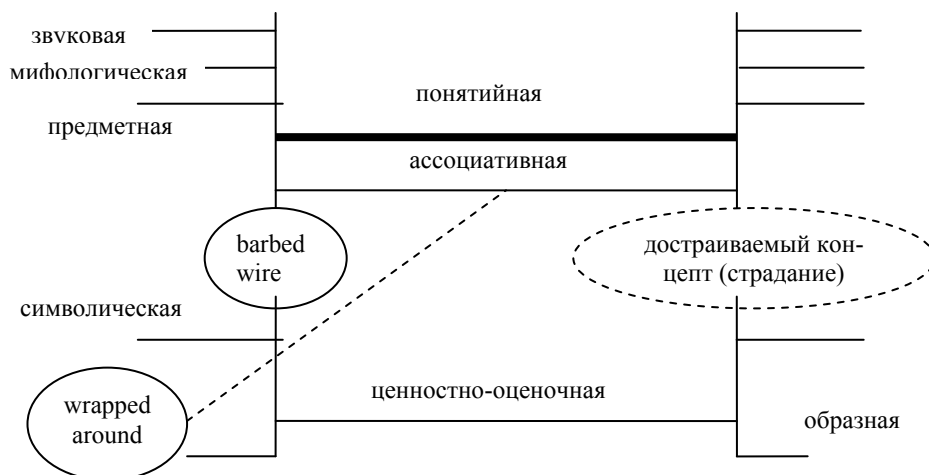 звуковая
мифологическая
понятийная
предметная
ассоциативная
barbed
wire
достраиваемый кон-
цепт (страдание)
символическая
ценностно-оценочная
wrapped
around
образная